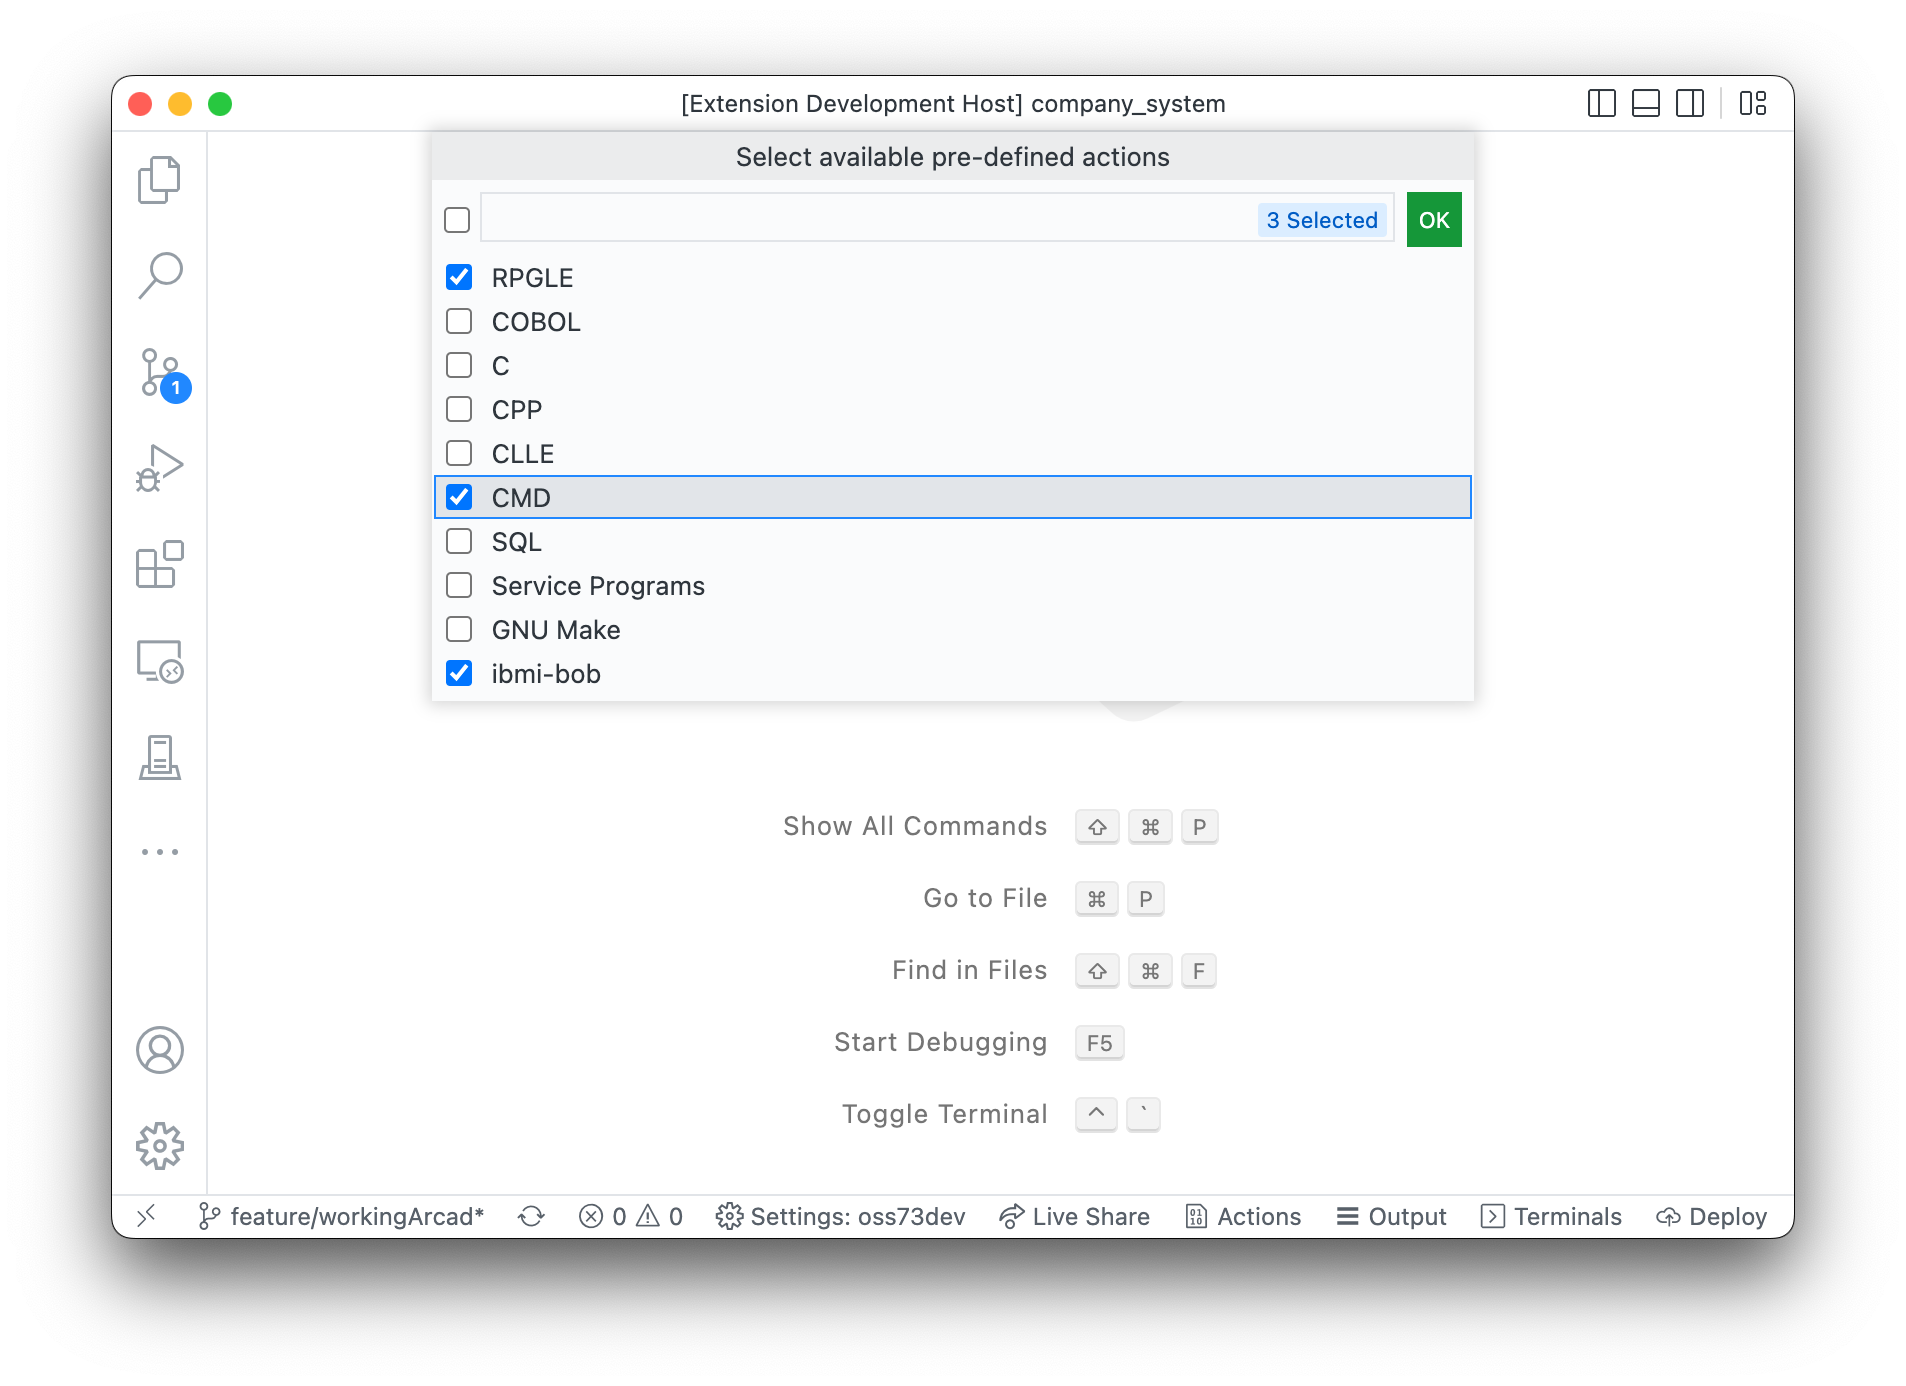 [Extension Development Host] company_system
Select available pre-defined actions
3 Selected
OK
RPGLE
COBOL
C
CPP
CLLE
CMD
SQL
Service Programs
GNU Make
ibmi-bob
1
Show All Commands ⇧ ⌘ P
Go to File ⌘ P
Find in Files ⇧ ⌘ F
Start Debugging F5
Toggle Terminal ^ `
feature/workingArcad* 0 0 Settings: oss73dev Live Share Actions Output Terminals Deploy